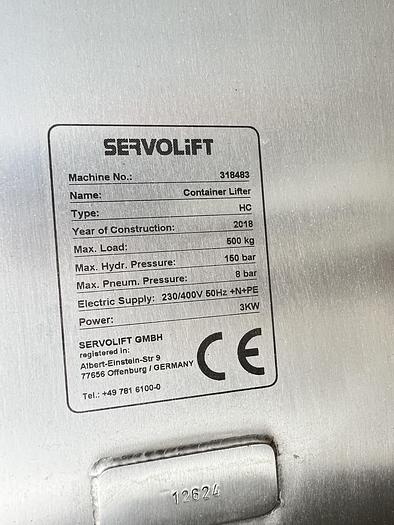 SERVOLiFT
Machine No.: 318483
Name: Container Lifter
Type: HC
Year of Construction: 2018
Max. Load: 500 kg
Max. Hydr. Pressure: 150 bar
Max. Pneum. Pressure: 8 bar
Electric Supply: 230/400V 50Hz +N+PE
Power: 3KW
SERVOLIFT GMBH
registered in:
Albert-Einstein-Str 9
77656 Offenburg / GERMANY
Tel.: +49 781 6100-0
CE
12624